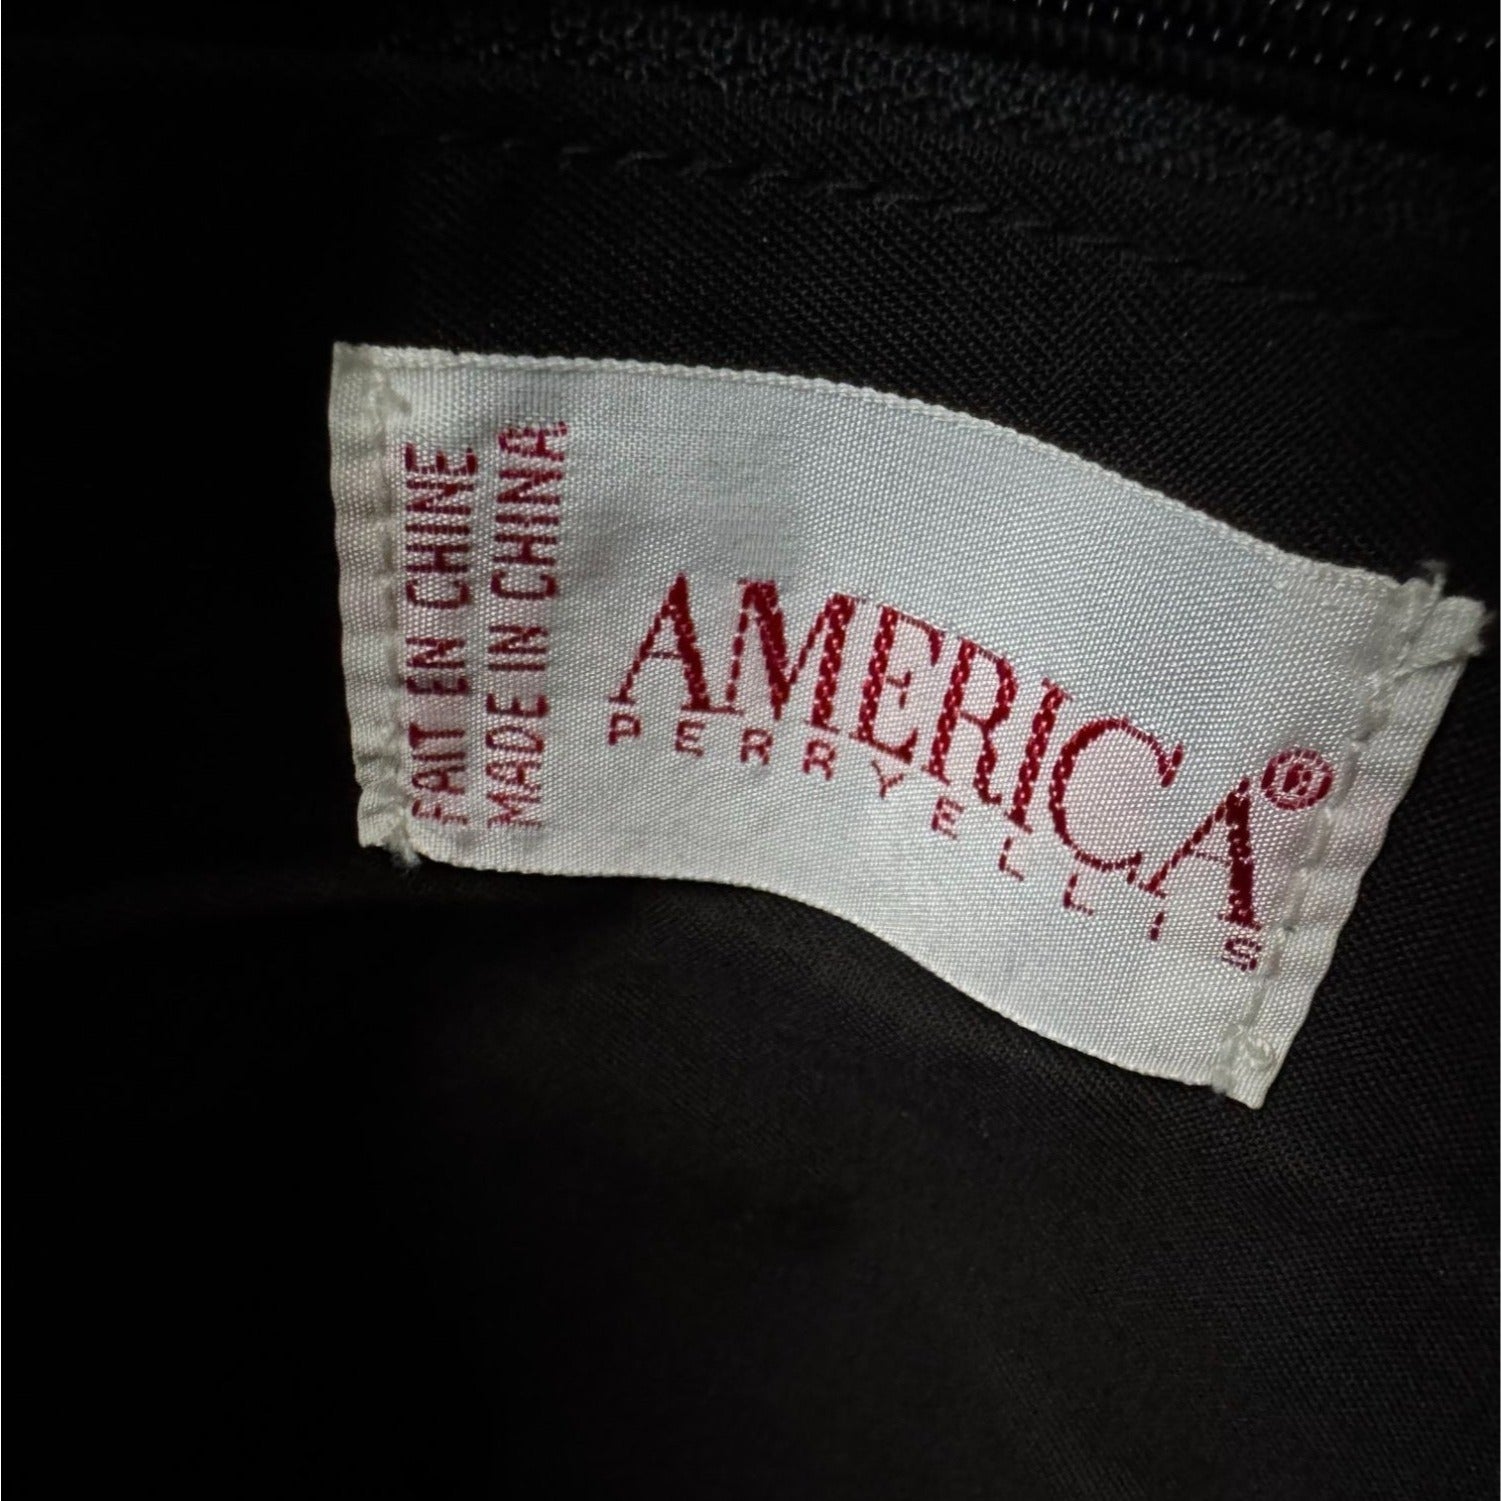 FAIT EN CHINE
MADE IN CHINA
AMERICA®
PERRY ELLIS